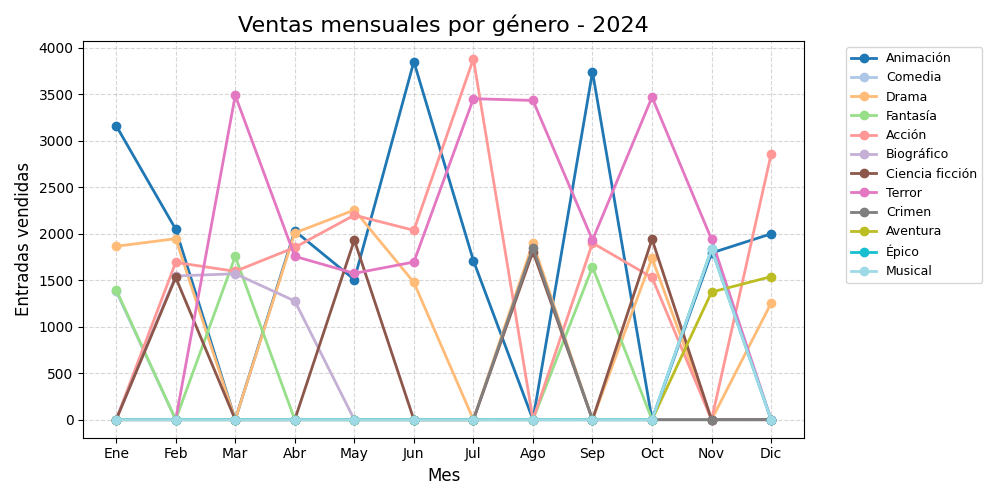 Ventas mensuales por género - 2024
Entradas vendidas
4000
3500
3000
2500
2000
1500
1000
500
0
Ene Feb Mar Abr May Jun Jul Ago Sep Oct Nov Dic
Mes
Animación
Comedia
Drama
Fantasía
Acción
Biográfico
Ciencia ficción
Terror
Crimen
Aventura
Épico
Musical